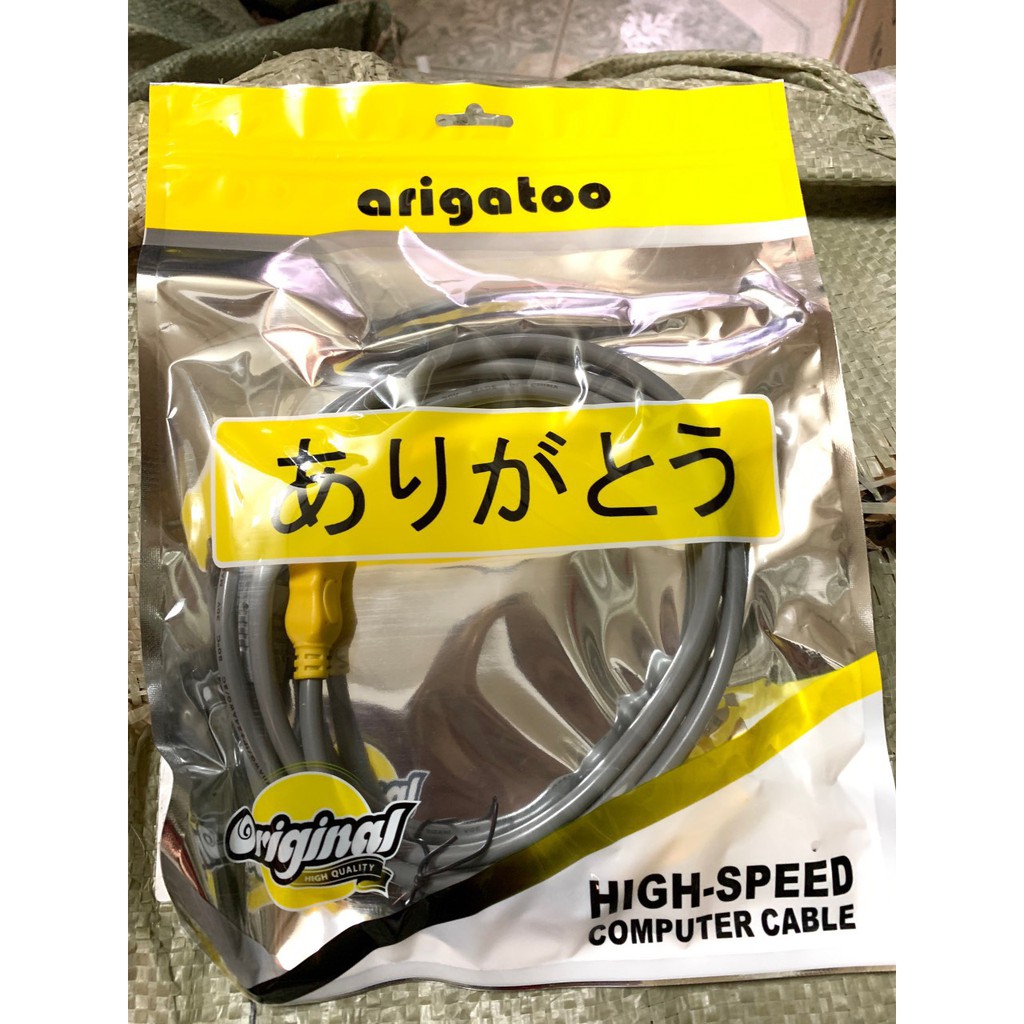 arigatoo
ありがとう
Original
HIGH QUALITY
HIGH-SPEED
COMPUTER CABLE